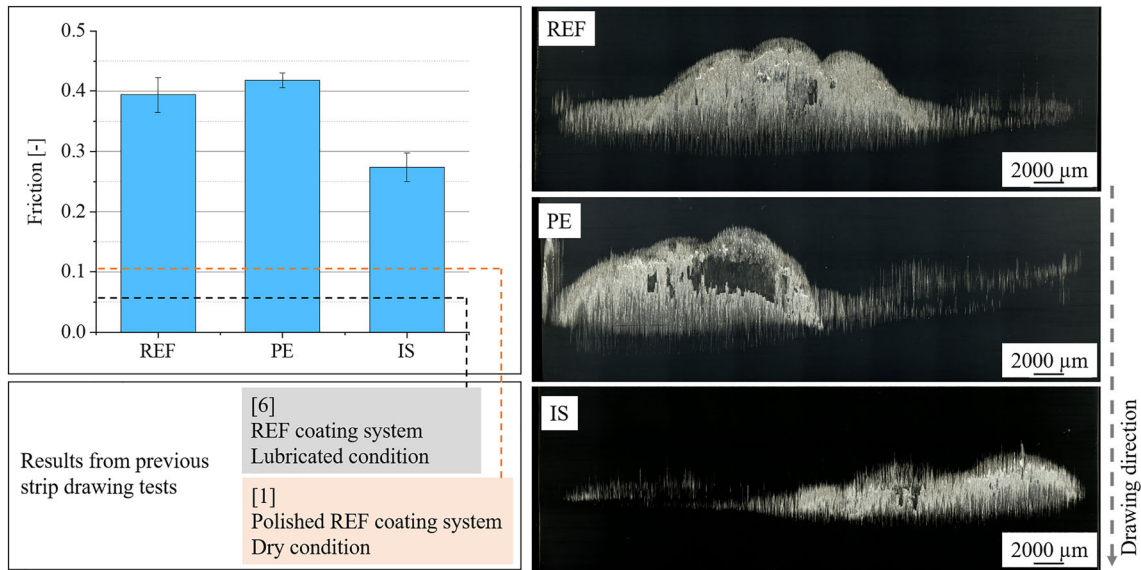 0.5
0.4
0.3
0.2
0.1
0.0
Friction [-]
REF
PE
IS
Results from previous
strip drawing tests
[6]
REF coating system
Lubricated condition
[1]
Polished REF coating system
Dry condition
REF
2000 µm
PE
2000 µm
IS
2000 µm
Drawing direction